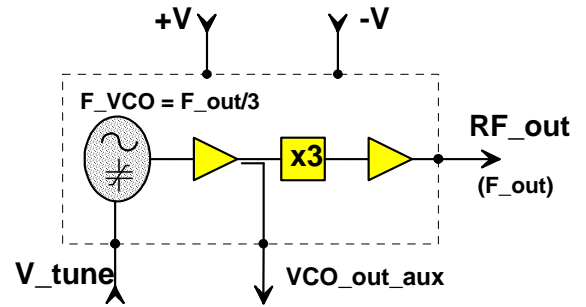 +V
-V
F_VCO = F_out/3
x3
RF_out
(F_out)
V_tune
VCO_out_aux